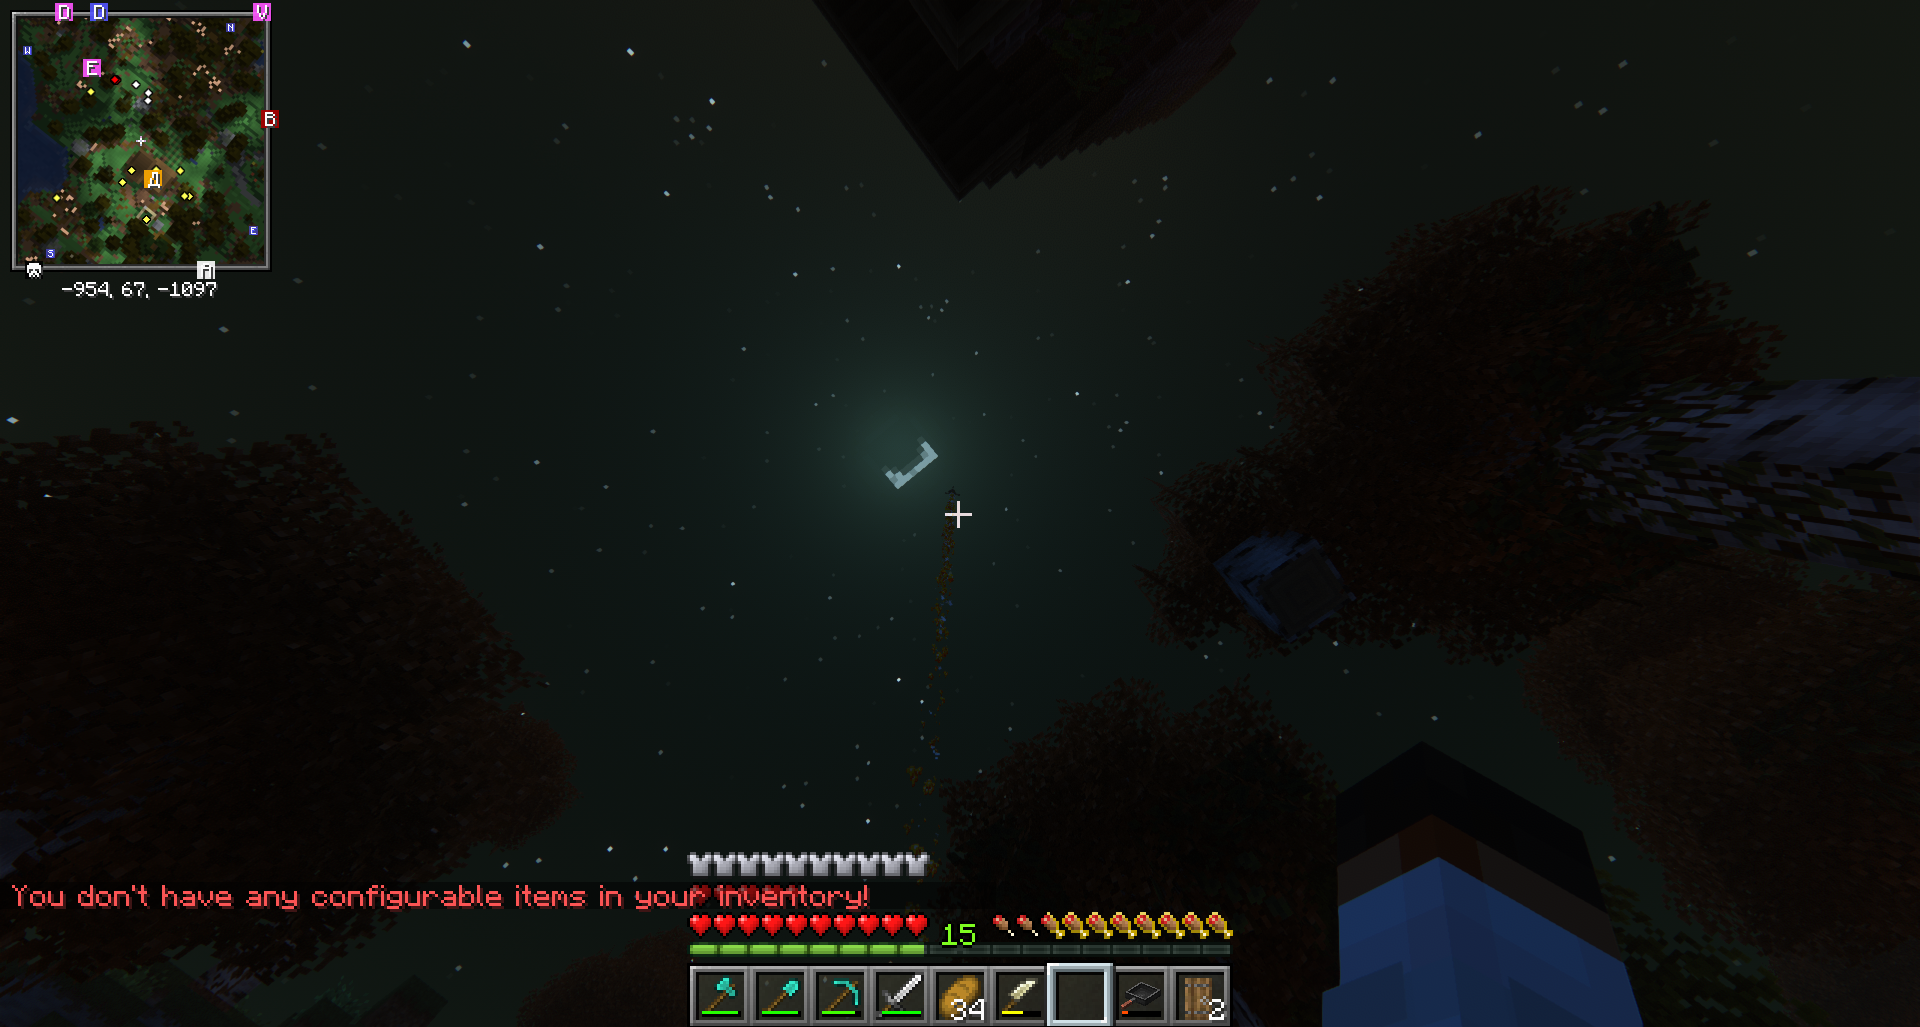 D D V
N
W
E
B
Д
E
S
-954, 67, -1097
You don't have any configurable items in your inventory!
15
34
2